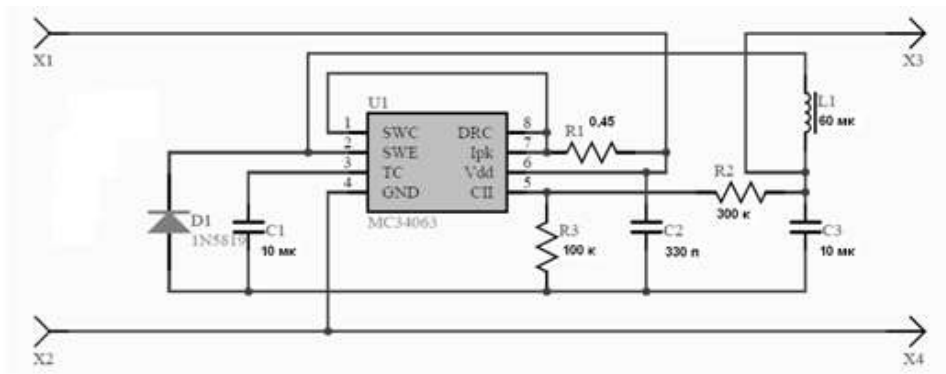 X1
X3
U1
1 SWC DRC 8
2 SWE Ipk 7
3 TC Vdd 6
4 GND CII 5
MC34063
R1
0,45
L1
60 мк
R2
300 к
D1
1N5819
C1
10 мк
R3
100 к
C2
330 п
C3
10 мк
X2
X4